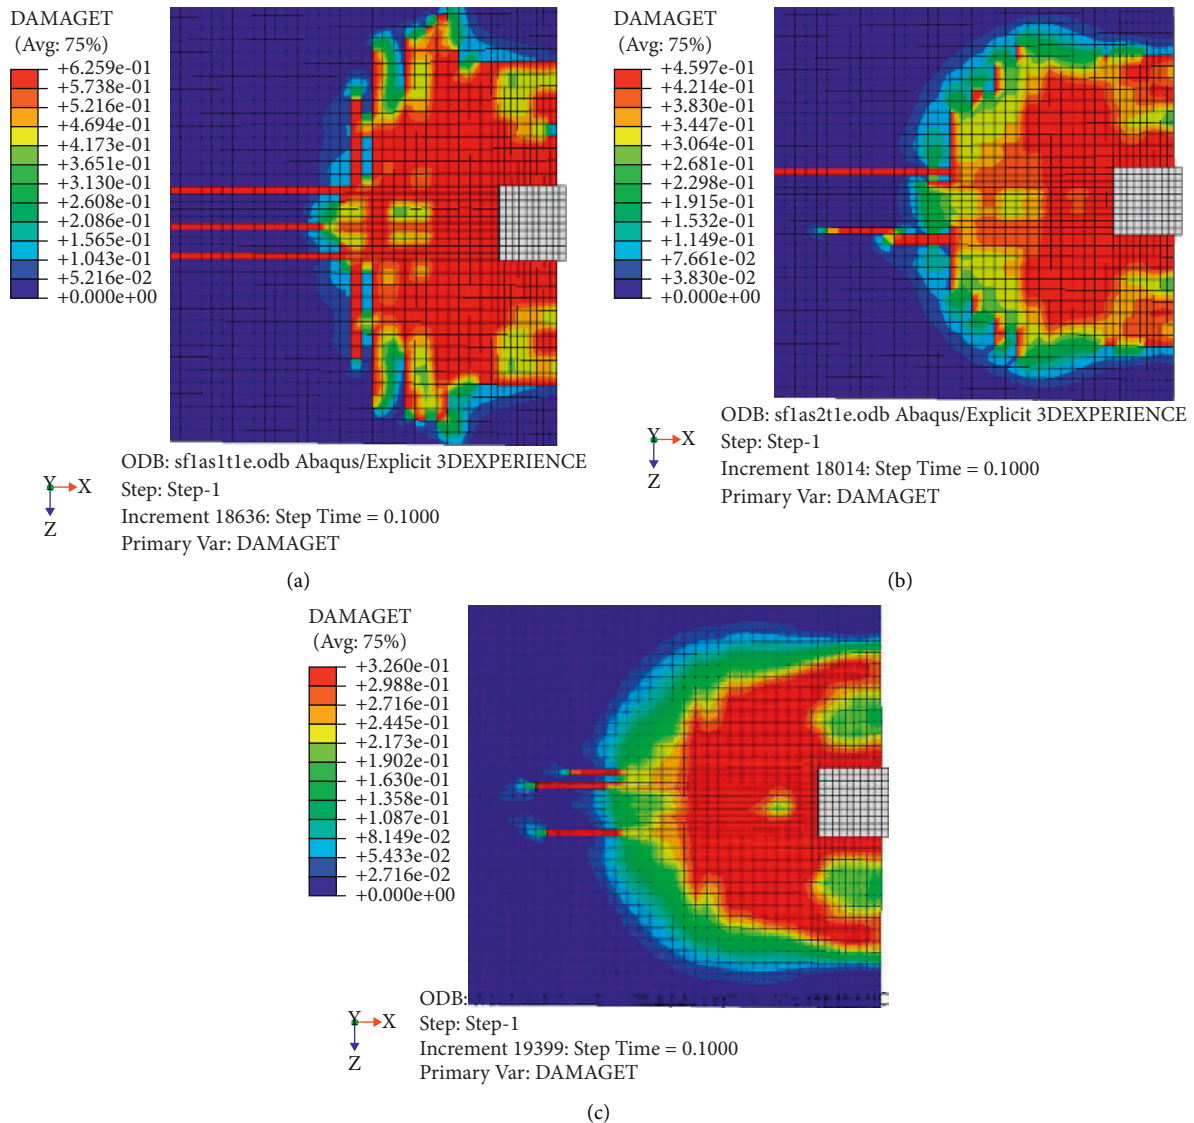 DAMAGET
(Avg: 75%)
+6.259e-01
+5.738e-01
+5.216e-01
+4.694e-01
+4.173e-01
+3.651e-01
+3.130e-01
+2.608e-01
+2.086e-01
+1.565e-01
+1.043e-01
+5.216e-02
+0.000e+00
Y
X
Z
ODB: sf1as1t1e.odb Abaqus/Explicit 3DEXPERIENCE
Step: Step-1
Increment 18636: Step Time = 0.1000
Primary Var: DAMAGET
(a)
DAMAGET
(Avg: 75%)
+4.597e-01
+4.214e-01
+3.830e-01
+3.447e-01
+3.064e-01
+2.681e-01
+2.298e-01
+1.915e-01
+1.532e-01
+1.149e-01
+7.661e-02
+3.830e-02
+0.000e+00
Y
X
Z
ODB: sf1as2t1e.odb Abaqus/Explicit 3DEXPERIENCE
Step: Step-1
Increment 18014: Step Time = 0.1000
Primary Var: DAMAGET
(b)
DAMAGET
(Avg: 75%)
+3.260e-01
+2.988e-01
+2.716e-01
+2.445e-01
+2.173e-01
+1.902e-01
+1.630e-01
+1.358e-01
+1.087e-01
+8.149e-02
+5.433e-02
+2.716e-02
+0.000e+00
Y
X
Z
ODB:
Step: Step-1
Increment 19399: Step Time = 0.1000
Primary Var: DAMAGET
(c)